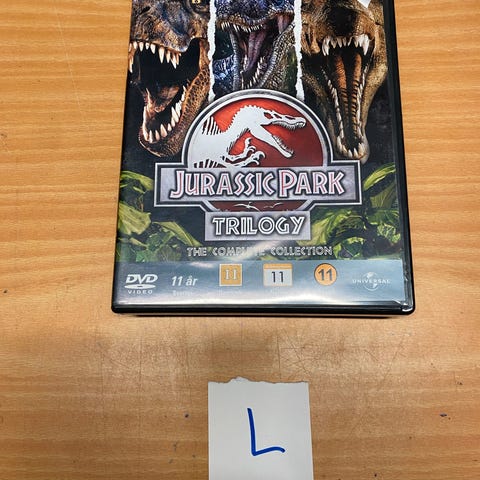 JURASSIC PARK
TRILOGY
THE COMPLETE COLLECTION
DVD VIDEO 11 år 11 11 11 UNIVERSAL
L